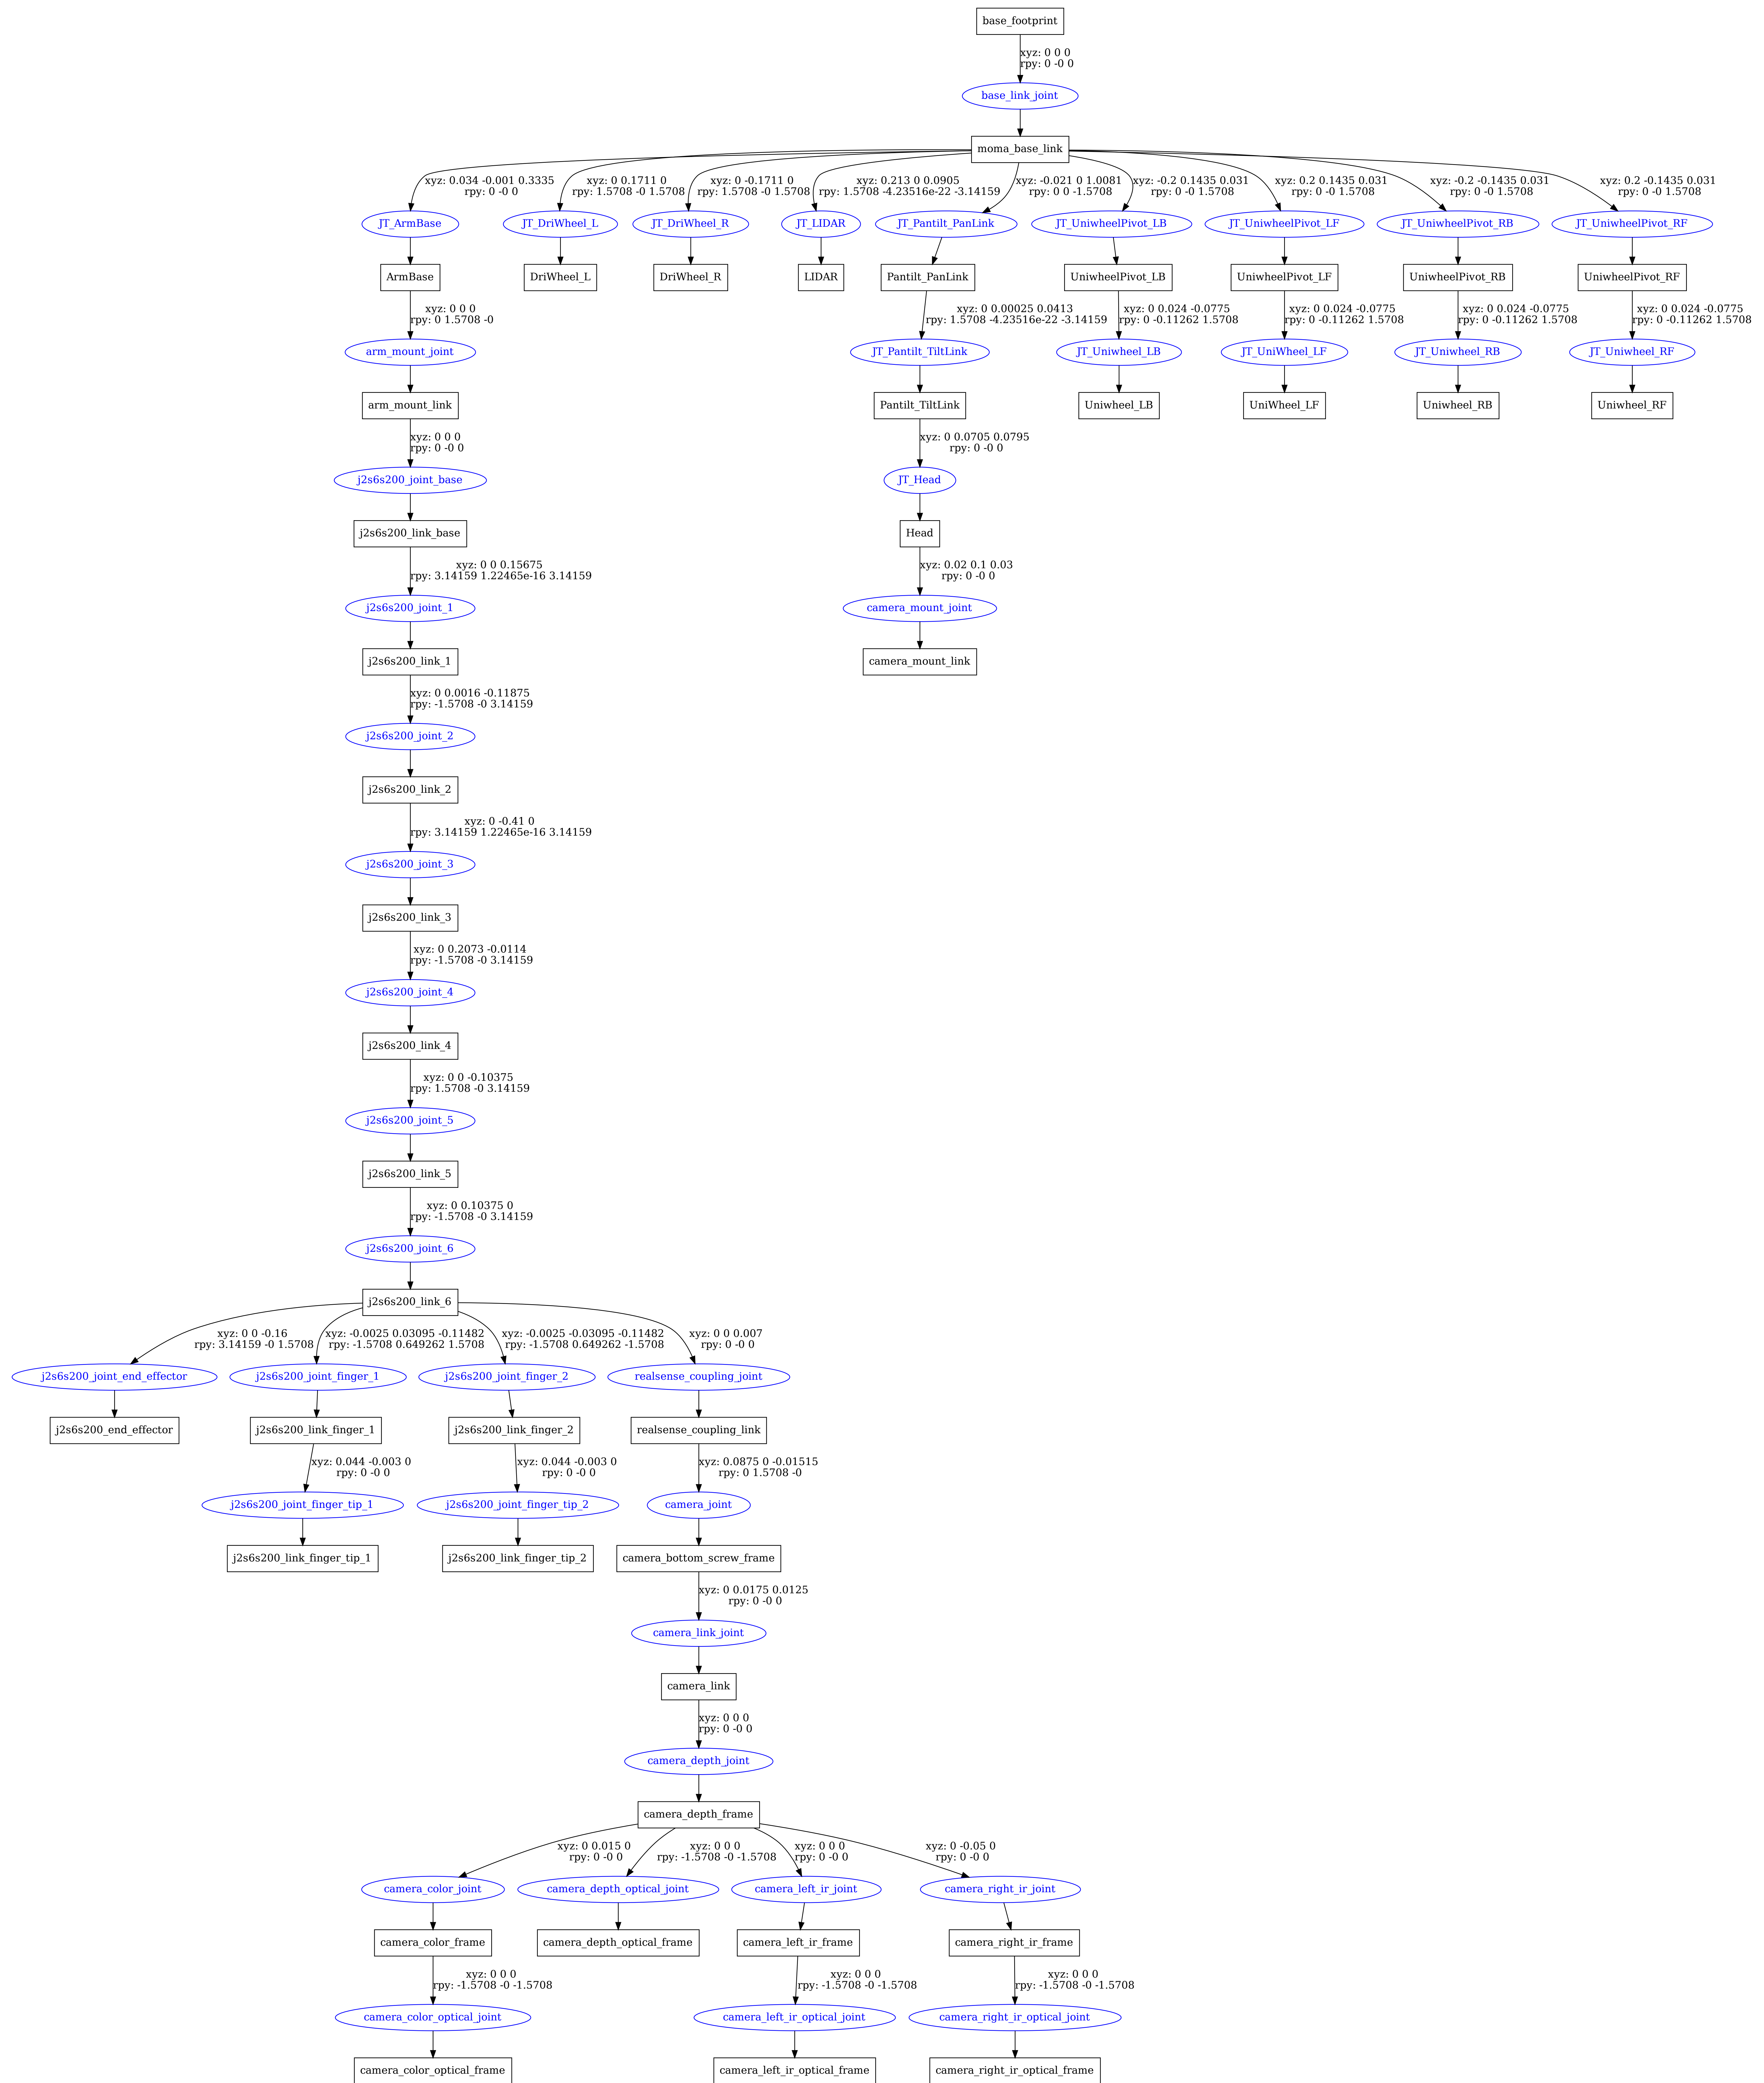 base_footprint
xyz: 0 0 0
rpy: 0 -0 0
base_link_joint
moma_base_link
xyz: 0.034 -0.001 0.3335
rpy: 0 -0 0
xyz: 0 0.1711 0
rpy: 1.5708 -0 1.5708
xyz: 0 -0.1711 0
rpy: 1.5708 -0 1.5708
xyz: 0.213 0 0.0905
rpy: 1.5708 -4.23516e-22 -3.14159
xyz: -0.021 0 1.0081
rpy: 0 0 -1.5708
xyz: -0.2 0.1435 0.031
rpy: 0 -0 1.5708
xyz: 0.2 0.1435 0.031
rpy: 0 -0 1.5708
xyz: -0.2 -0.1435 0.031
rpy: 0 -0 1.5708
xyz: 0.2 -0.1435 0.031
rpy: 0 -0 1.5708
JT_ArmBase
JT_DriWheel_L
JT_DriWheel_R
JT_LIDAR
JT_Pantilt_PanLink
JT_UniwheelPivot_LB
JT_UniwheelPivot_LF
JT_UniwheelPivot_RB
JT_UniwheelPivot_RF
ArmBase
DriWheel_L
DriWheel_R
LIDAR
Pantilt_PanLink
UniwheelPivot_LB
UniwheelPivot_LF
UniwheelPivot_RB
UniwheelPivot_RF
xyz: 0 0 0
rpy: 0 1.5708 -0
xyz: 0 0.00025 0.0413
rpy: 1.5708 -4.23516e-22 -3.14159
xyz: 0 0.024 -0.0775
rpy: 0 -0.11262 1.5708
xyz: 0 0.024 -0.0775
rpy: 0 -0.11262 1.5708
xyz: 0 0.024 -0.0775
rpy: 0 -0.11262 1.5708
xyz: 0 0.024 -0.0775
rpy: 0 -0.11262 1.5708
arm_mount_joint
JT_Pantilt_TiltLink
JT_Uniwheel_LB
JT_UniWheel_LF
JT_Uniwheel_RB
JT_Uniwheel_RF
arm_mount_link
Pantilt_TiltLink
Uniwheel_LB
UniWheel_LF
Uniwheel_RB
Uniwheel_RF
xyz: 0 0 0
rpy: 0 -0 0
xyz: 0 0.0705 0.0795
rpy: 0 -0 0
j2s6s200_joint_base
JT_Head
j2s6s200_link_base
Head
xyz: 0 0 0.15675
rpy: 3.14159 1.22465e-16 3.14159
xyz: 0.02 0.1 0.03
rpy: 0 -0 0
j2s6s200_joint_1
camera_mount_joint
j2s6s200_link_1
camera_mount_link
xyz: 0 0.0016 -0.11875
rpy: -1.5708 -0 3.14159
j2s6s200_joint_2
j2s6s200_link_2
xyz: 0 -0.41 0
rpy: 3.14159 1.22465e-16 3.14159
j2s6s200_joint_3
j2s6s200_link_3
xyz: 0 0.2073 -0.0114
rpy: -1.5708 -0 3.14159
j2s6s200_joint_4
j2s6s200_link_4
xyz: 0 0 -0.10375
rpy: 1.5708 -0 3.14159
j2s6s200_joint_5
j2s6s200_link_5
xyz: 0 0.10375 0
rpy: -1.5708 -0 3.14159
j2s6s200_joint_6
j2s6s200_link_6
xyz: 0 0 -0.16
rpy: 3.14159 -0 1.5708
xyz: -0.0025 0.03095 -0.11482
rpy: -1.5708 0.649262 1.5708
xyz: -0.0025 -0.03095 -0.11482
rpy: -1.5708 0.649262 -1.5708
xyz: 0 0 0.007
rpy: 0 -0 0
j2s6s200_joint_end_effector
j2s6s200_joint_finger_1
j2s6s200_joint_finger_2
realsense_coupling_joint
j2s6s200_end_effector
j2s6s200_link_finger_1
j2s6s200_link_finger_2
realsense_coupling_link
xyz: 0.044 -0.003 0
rpy: 0 -0 0
xyz: 0.044 -0.003 0
rpy: 0 -0 0
xyz: 0.0875 0 -0.01515
rpy: 0 1.5708 -0
j2s6s200_joint_finger_tip_1
j2s6s200_joint_finger_tip_2
camera_joint
j2s6s200_link_finger_tip_1
j2s6s200_link_finger_tip_2
camera_bottom_screw_frame
xyz: 0 0.0175 0.0125
rpy: 0 -0 0
camera_link_joint
camera_link
xyz: 0 0 0
rpy: 0 -0 0
camera_depth_joint
camera_depth_frame
xyz: 0 0.015 0
rpy: 0 -0 0
xyz: 0 0 0
rpy: -1.5708 -0 -1.5708
xyz: 0 0 0
rpy: 0 -0 0
xyz: 0 -0.05 0
rpy: 0 -0 0
camera_color_joint
camera_depth_optical_joint
camera_left_ir_joint
camera_right_ir_joint
camera_color_frame
camera_depth_optical_frame
camera_left_ir_frame
camera_right_ir_frame
xyz: 0 0 0
rpy: -1.5708 -0 -1.5708
xyz: 0 0 0
rpy: -1.5708 -0 -1.5708
xyz: 0 0 0
rpy: -1.5708 -0 -1.5708
camera_color_optical_joint
camera_left_ir_optical_joint
camera_right_ir_optical_joint
camera_color_optical_frame
camera_left_ir_optical_frame
camera_right_ir_optical_frame